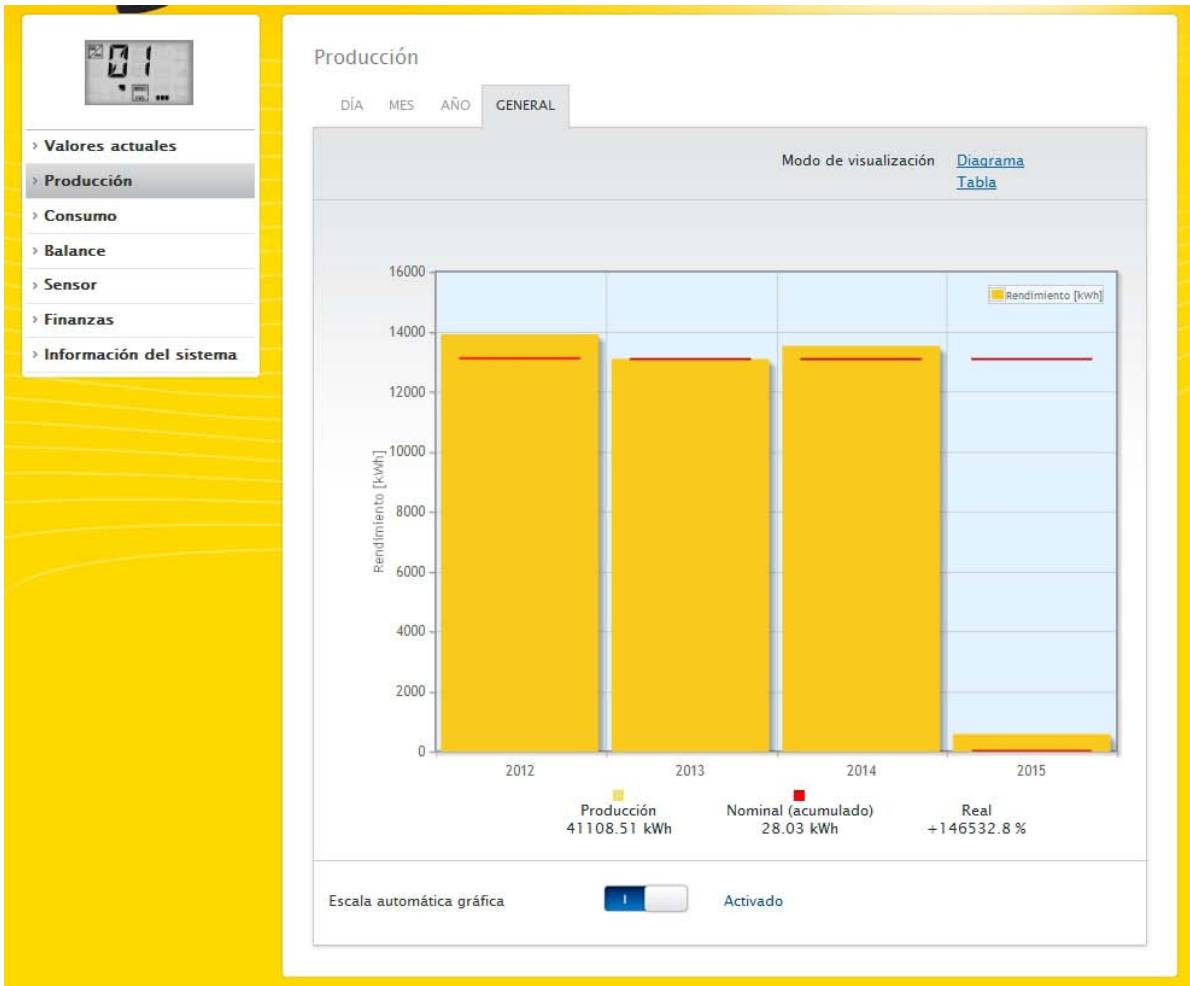 01
› Valores actuales
› Producción
› Consumo
› Balance
› Sensor
› Finanzas
› Información del sistema
Producción
DÍA MES AÑO GENERAL
Modo de visualización Diagrama
Tabla
Rendimiento [kWh]
16000
14000
12000
10000
8000
6000
4000
2000
0
Rendimiento [kWh]
2012 2013 2014 2015
Producción Nominal (acumulado) Real
41108.51 kWh 28.03 kWh +146532.8 %
Escala automática gráfica I Activado